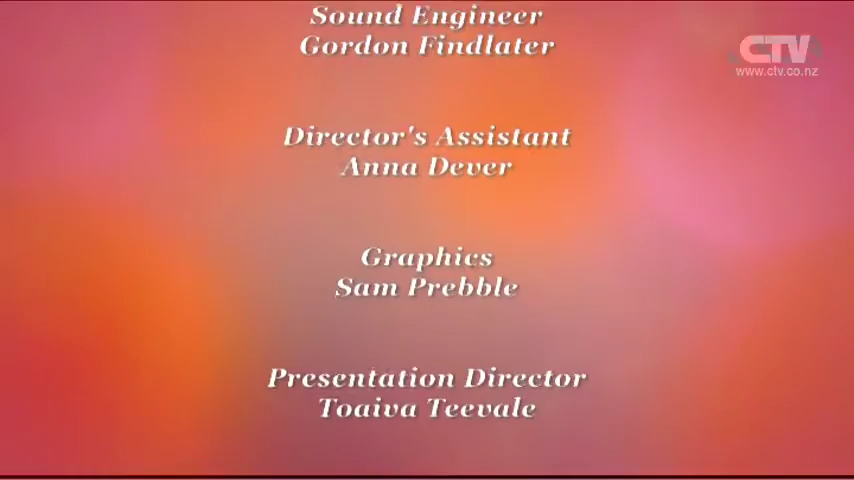 Sound Engineer
Gordon Findlater
CTV
www.ctv.co.nz
Director's Assistant
Anna Dever
Graphics
Sam Prebble
Presentation Director
Toaiva Teevale